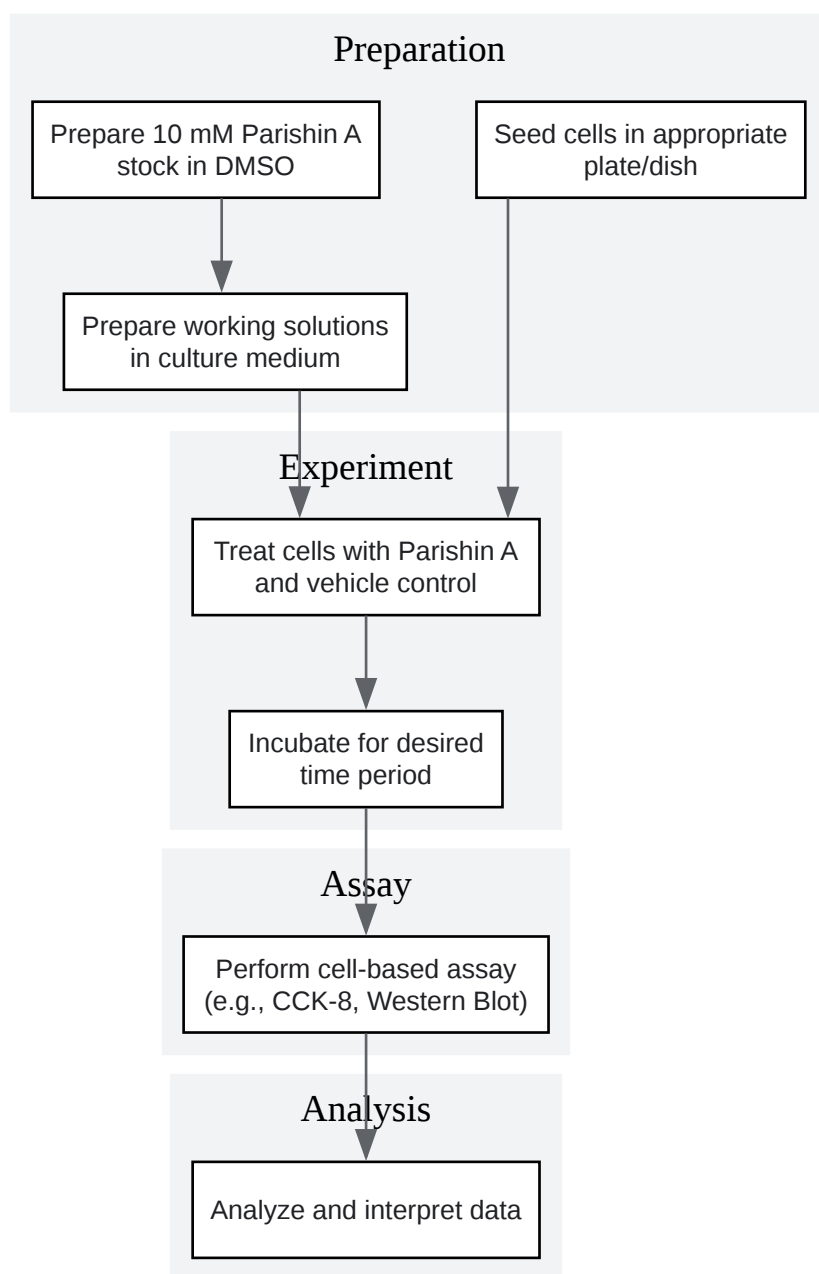 Preparation
Prepare 10 mM Parishin A
stock in DMSO
Seed cells in appropriate
plate/dish
Prepare working solutions
in culture medium
Experiment
Treat cells with Parishin A
and vehicle control
Incubate for desired
time period
Assay
Perform cell-based assay
(e.g., CCK-8, Western Blot)
Analysis
Analyze and interpret data